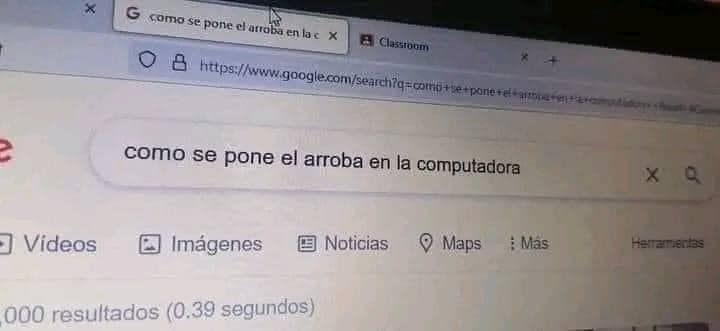 como se pone el arroba en la c
Classroom
https://www.google.com/search?q=como+se+pone+el+arroba+en+la+computadora
como se pone el arroba en la computadora
Vídeos Imágenes Noticias Maps Más Herramientas
,000 resultados (0.39 segundos)